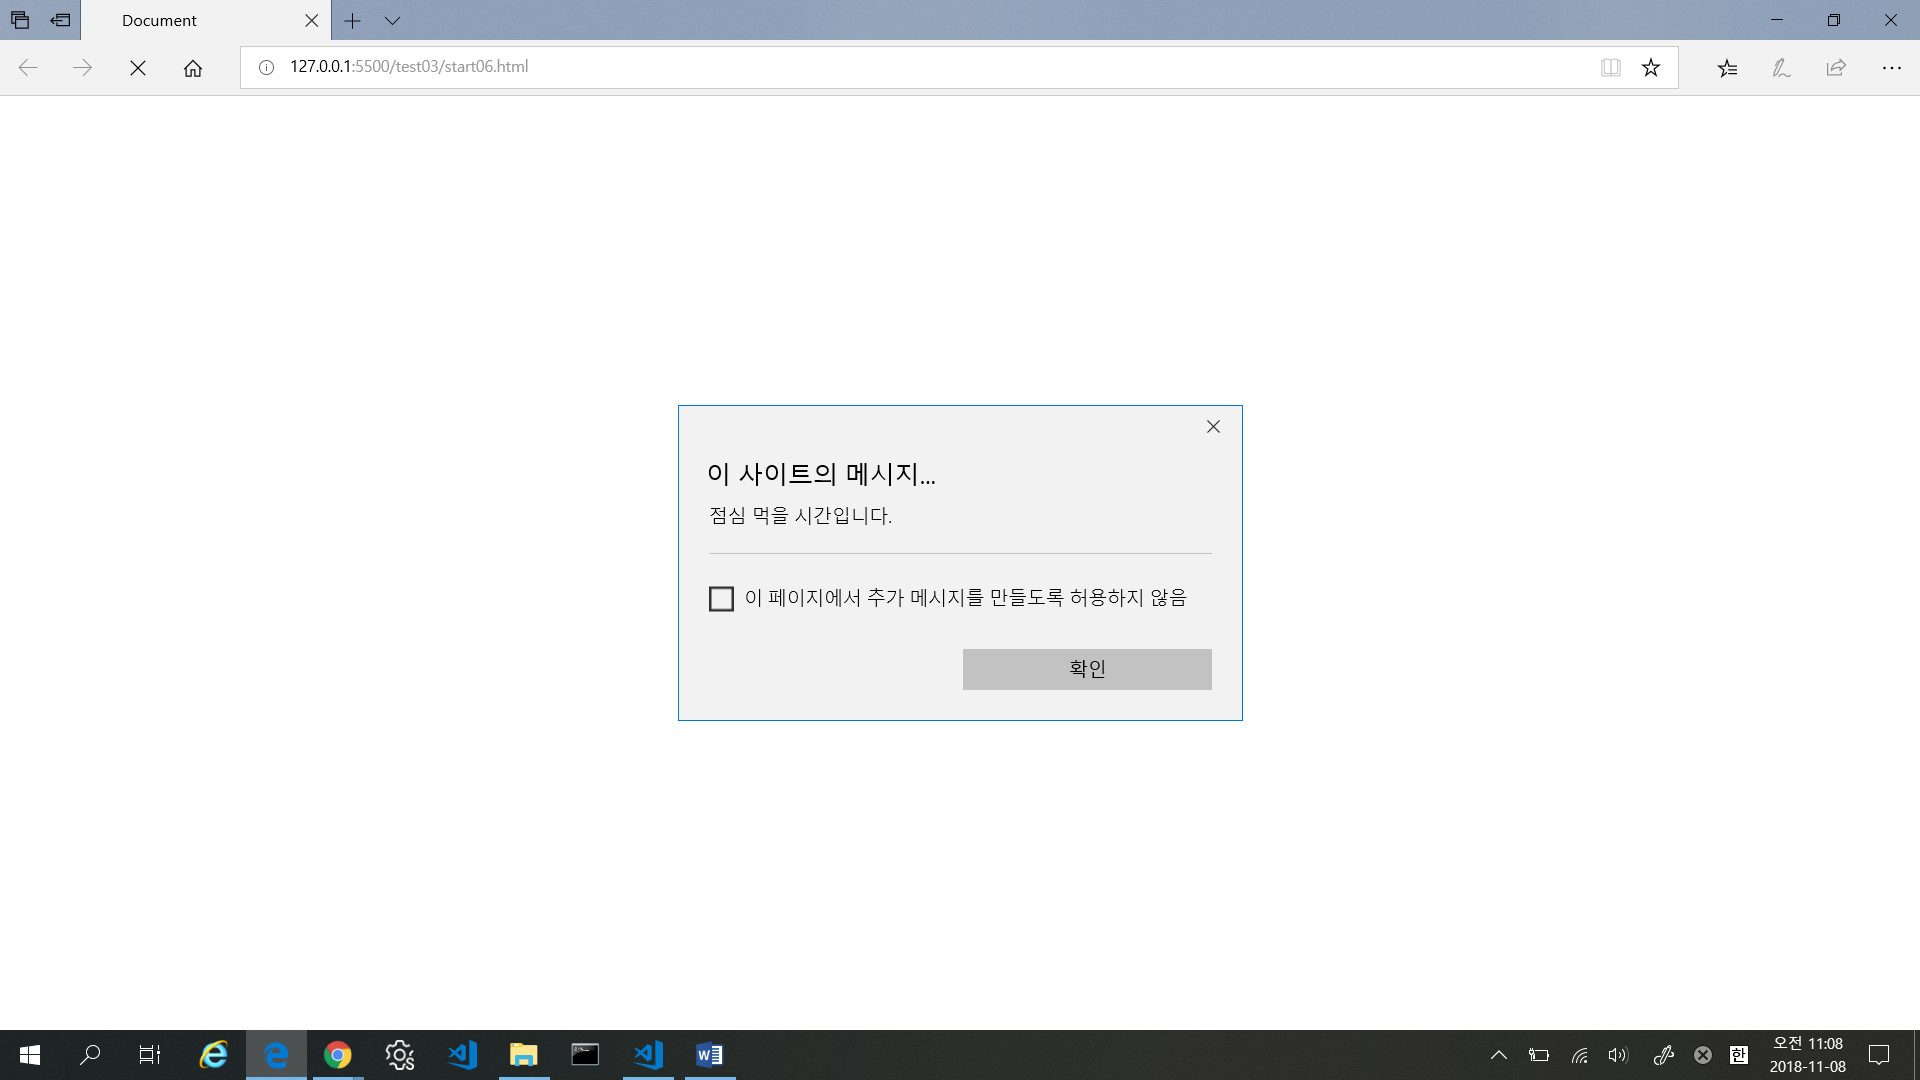 Document
127.0.0.1:5500/test03/start06.html
이 사이트의 메시지...
점심 먹을 시간입니다.
이 페이지에서 추가 메시지를 만들도록 허용하지 않음
확인
한
오전 11:08
2018-11-08